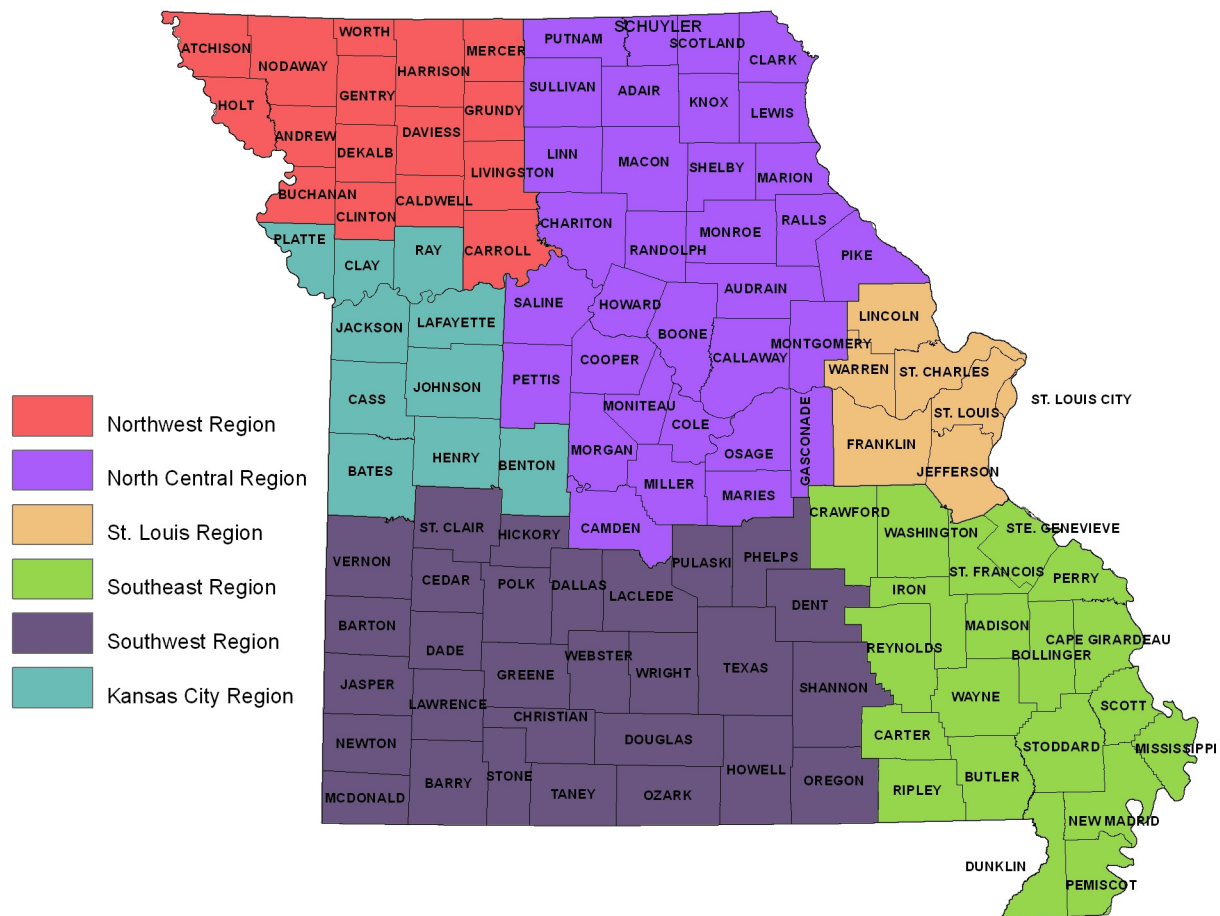 SCHUYLER
WORTH
PUTNAM
SCOTLAND
ATCHISON
MERCER
NODAWAY
HARRISON
CLARK
SULLIVAN
ADAIR
GENTRY
KNOX
HOLT
GRUNDY
LEWIS
ANDREW
DAVIESS
DEKALB
LINN
MACON
SHELBY
LIVINGSTON
MARION
BUCHANAN
CALDWELL
CLINTON
CHARITON
RALLS
MONROE
PLATTE
RAY
CARROLL
RANDOLPH
PIKE
CLAY
AUDRAIN
SALINE
HOWARD
LINCOLN
JACKSON
LAFAYETTE
BOONE
MONTGOMERY
COOPER
CALLAWAY
WARREN
ST. CHARLES
PETTIS
JOHNSON
CASS
ST. LOUIS CITY
MONITEAU
ST. LOUIS
COLE
GASCONADE
Northwest Region
FRANKLIN
MORGAN
OSAGE
HENRY
BENTON
BATES
JEFFERSON
North Central Region
MILLER
MARIES
CRAWFORD
ST. CLAIR
CAMDEN
STE. GENEVIEVE
St. Louis Region
HICKORY
WASHINGTON
PHELPS
VERNON
PULASKI
ST. FRANCOIS
CEDAR
POLK
DALLAS
PERRY
Southeast Region
IRON
LACLEDE
DENT
BARTON
MADISON
CAPE GIRARDEAU
Southwest Region
DADE
REYNOLDS
WEBSTER
BOLLINGER
TEXAS
GREENE
WRIGHT
JASPER
SHANNON
Kansas City Region
WAYNE
LAWRENCE
SCOTT
CHRISTIAN
CARTER
DOUGLAS
NEWTON
STODDARD
MISSISSIPPI
HOWELL
STONE
BUTLER
BARRY
OREGON
RIPLEY
TANEY
OZARK
MCDONALD
NEW MADRID
DUNKLIN
PEMISCOT